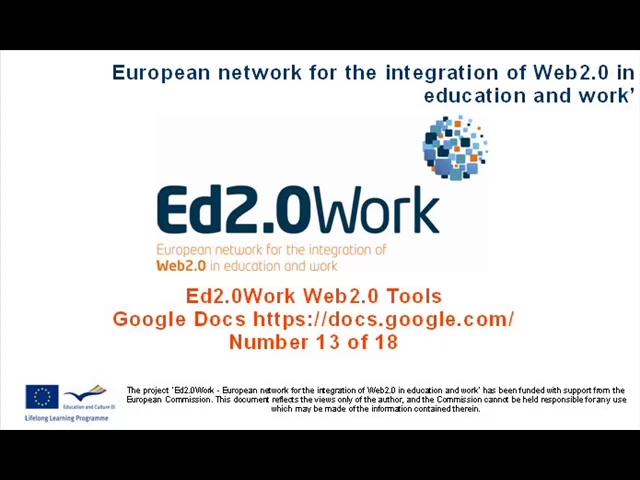 European network for the integration of Web2.0 in
education and work'
Ed2.0Work
European network for the integration of
Web2.0 in education and work
Ed2.0Work Web2.0 Tools
Google Docs https://docs.google.com/
Number 13 of 18
The project 'Ed2.0Work - European network for the integration of Web2.0 in education and work' has been funded with support from the
European Commission. This document reflects the views only of the author, and the Commission cannot be held responsible for any use
which may be made of the information contained therein.
Education and Culture DG
Lifelong Learning Programme